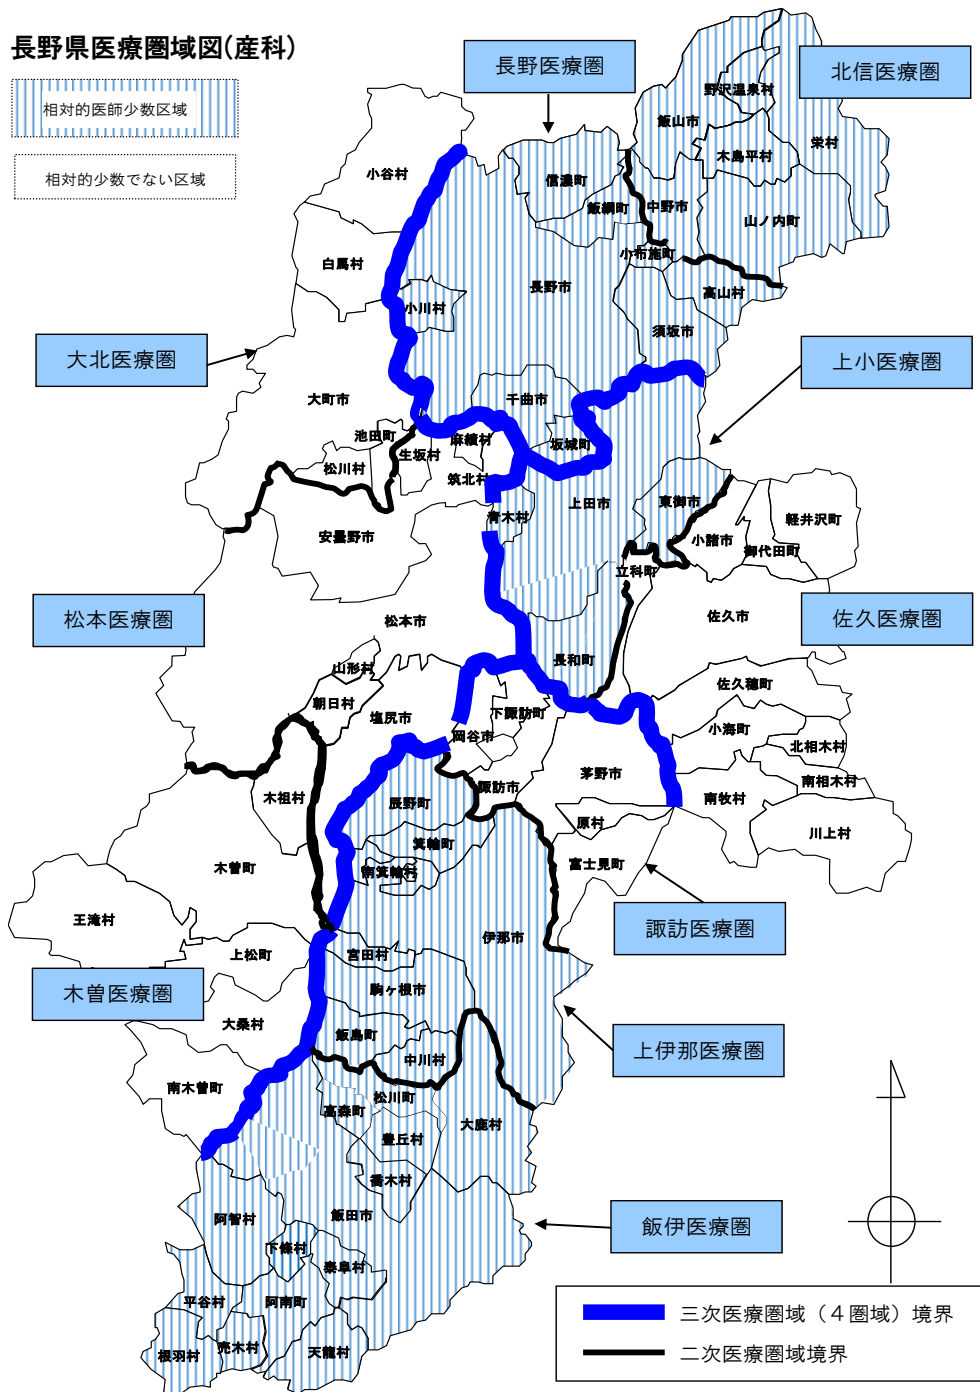 長野県医療圏域図(産科)
相対的医師少数区域
相対的少数でない区域
長野医療圏
北信医療圏
野沢温泉村
飯山市
栄村
木島平村
小谷村
信濃町
飯綱町
中野市
山ノ内町
白馬村
小布施町
長野市
高山村
小川村
須坂市
大北医療圏
上小医療圏
大町市
千曲市
池田町
麻績村
坂城町
生坂村
松川村
筑北村
上田市
東御市
青木村
軽井沢町
安曇野市
小諸市
御代田町
立科町
松本医療圏
松本市
佐久市
佐久医療圏
長和町
山形村
佐久穂町
朝日村
塩尻市
下諏訪町
小海町
岡谷市
北相木村
茅野市
南相木村
諏訪市
木祖村
南牧村
辰野町
原村
川上村
箕輪町
富士見町
木曽町
南箕輪村
王滝村
諏訪医療圏
伊那市
上松町
宮田村
木曽医療圏
駒ヶ根市
大桑村
飯島町
上伊那医療圏
中川村
南木曽町
松川町
高森町
大鹿村
豊丘村
喬木村
阿智村
飯田市
飯伊医療圏
下條村
泰阜村
平谷村
阿南町
売木村
天龍村
根羽村
三次医療圏域（４圏域）境界
二次医療圏域境界